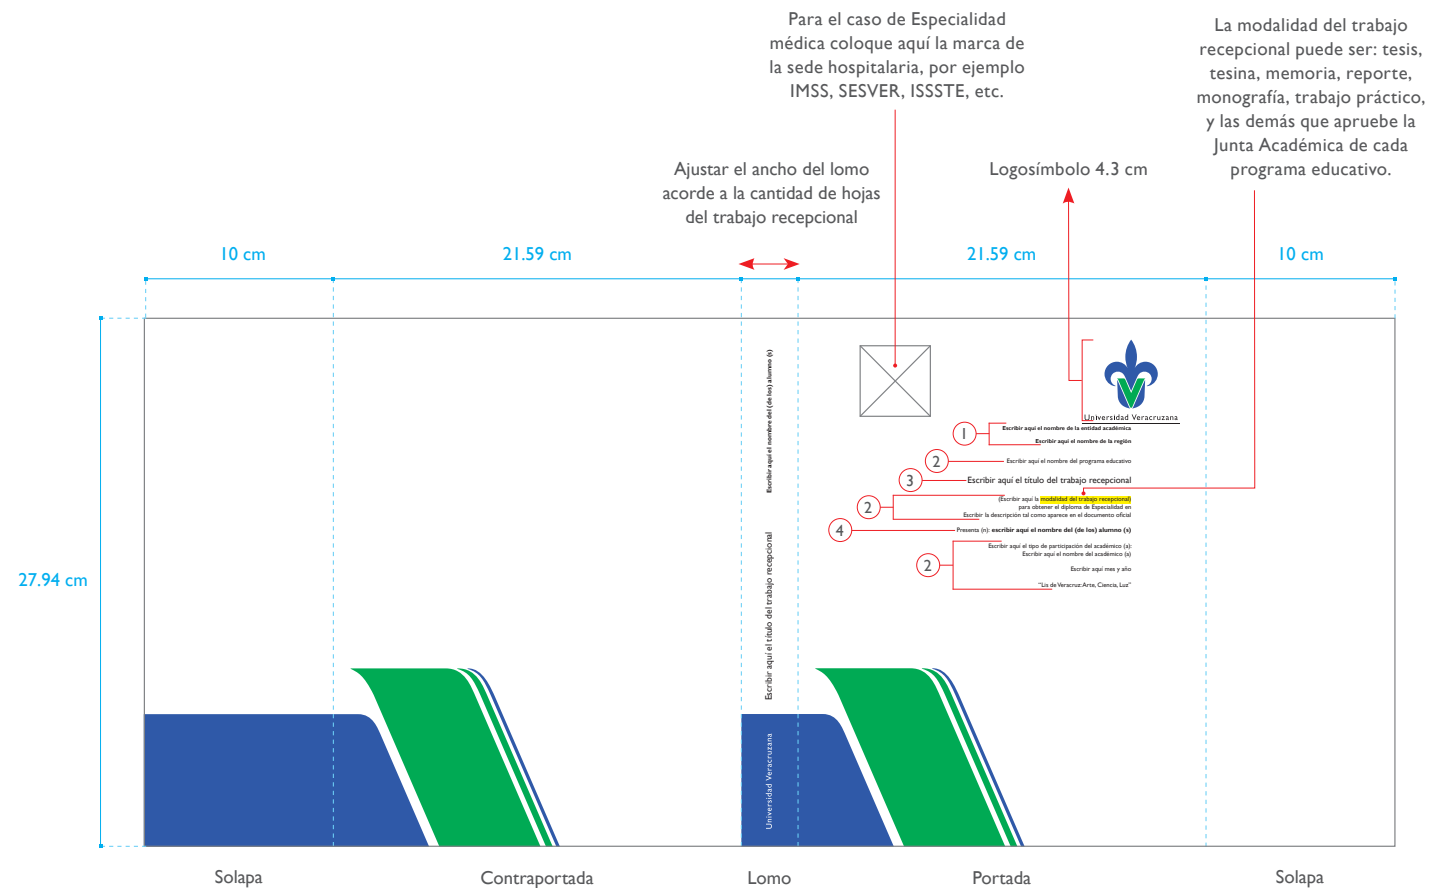 Para el caso de Especialidad
médica coloque aquí la marca de
la sede hospitalaria, por ejemplo
IMSS, SESVER, ISSSTE, etc.
La modalidad del trabajo
recepcional puede ser: tesis,
tesina, memoria, reporte,
monografía, trabajo práctico,
y las demás que apruebe la
Junta Académica de cada
programa educativo.
Ajustar el ancho del lomo
acorde a la cantidad de hojas
del trabajo recepcional
Logosímbolo 4.3 cm
10 cm
21.59 cm
21.59 cm
10 cm
27.94 cm
Escribir aquí el nombre del (de los) alumno (s)
Escribir aquí el título del trabajo recepcional
Universidad Veracruzana
Universidad Veracruzana
1
Escribir aquí el nombre de la entidad académica
Escribir aquí el nombre de la región
2
Escribir aquí el nombre del programa educativo
3
Escribir aquí el título del trabajo recepcional
2
(Escribir aquí la modalidad del trabajo recepcional)
para obtener el diploma de Especialidad en
Escribir la descripción tal como aparece en el documento oficial
4
Presenta (n): escribir aquí el nombre del (de los) alumno (s)
2
Escribir aquí el tipo de participación del académico (a):
Escribir aquí el nombre del académico (a)
Escribir aquí mes y año
"Lis de Veracruz: Arte, Ciencia, Luz"
Solapa
Contraportada
Lomo
Portada
Solapa